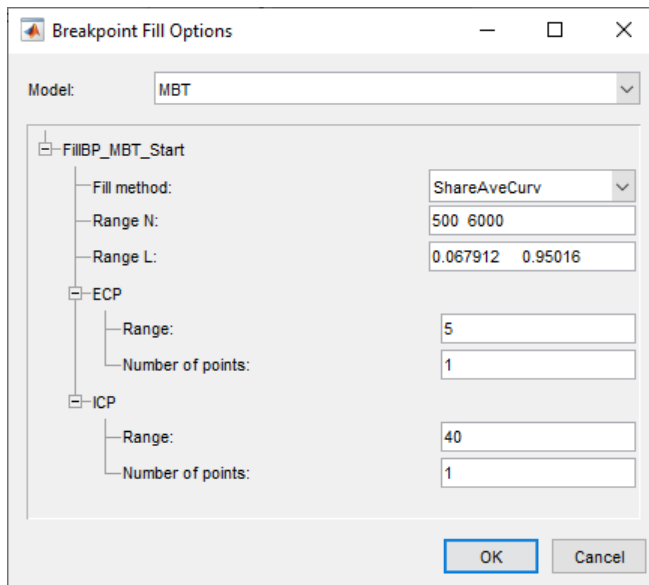 Breakpoint Fill Options
Model: MBT
FillBP_MBT_Start
Fill method: ShareAveCurv
Range N: 500 6000
Range L: 0.067912 0.95016
ECP
Range: 5
Number of points: 1
ICP
Range: 40
Number of points: 1
OK Cancel